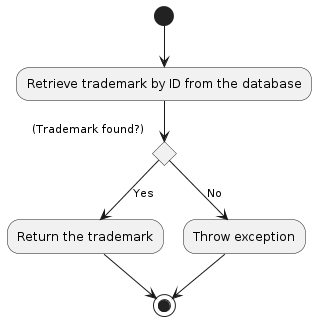 Retrieve trademark by ID from the database
(Trademark found?)
Yes
No
Return the trademark
Throw exception